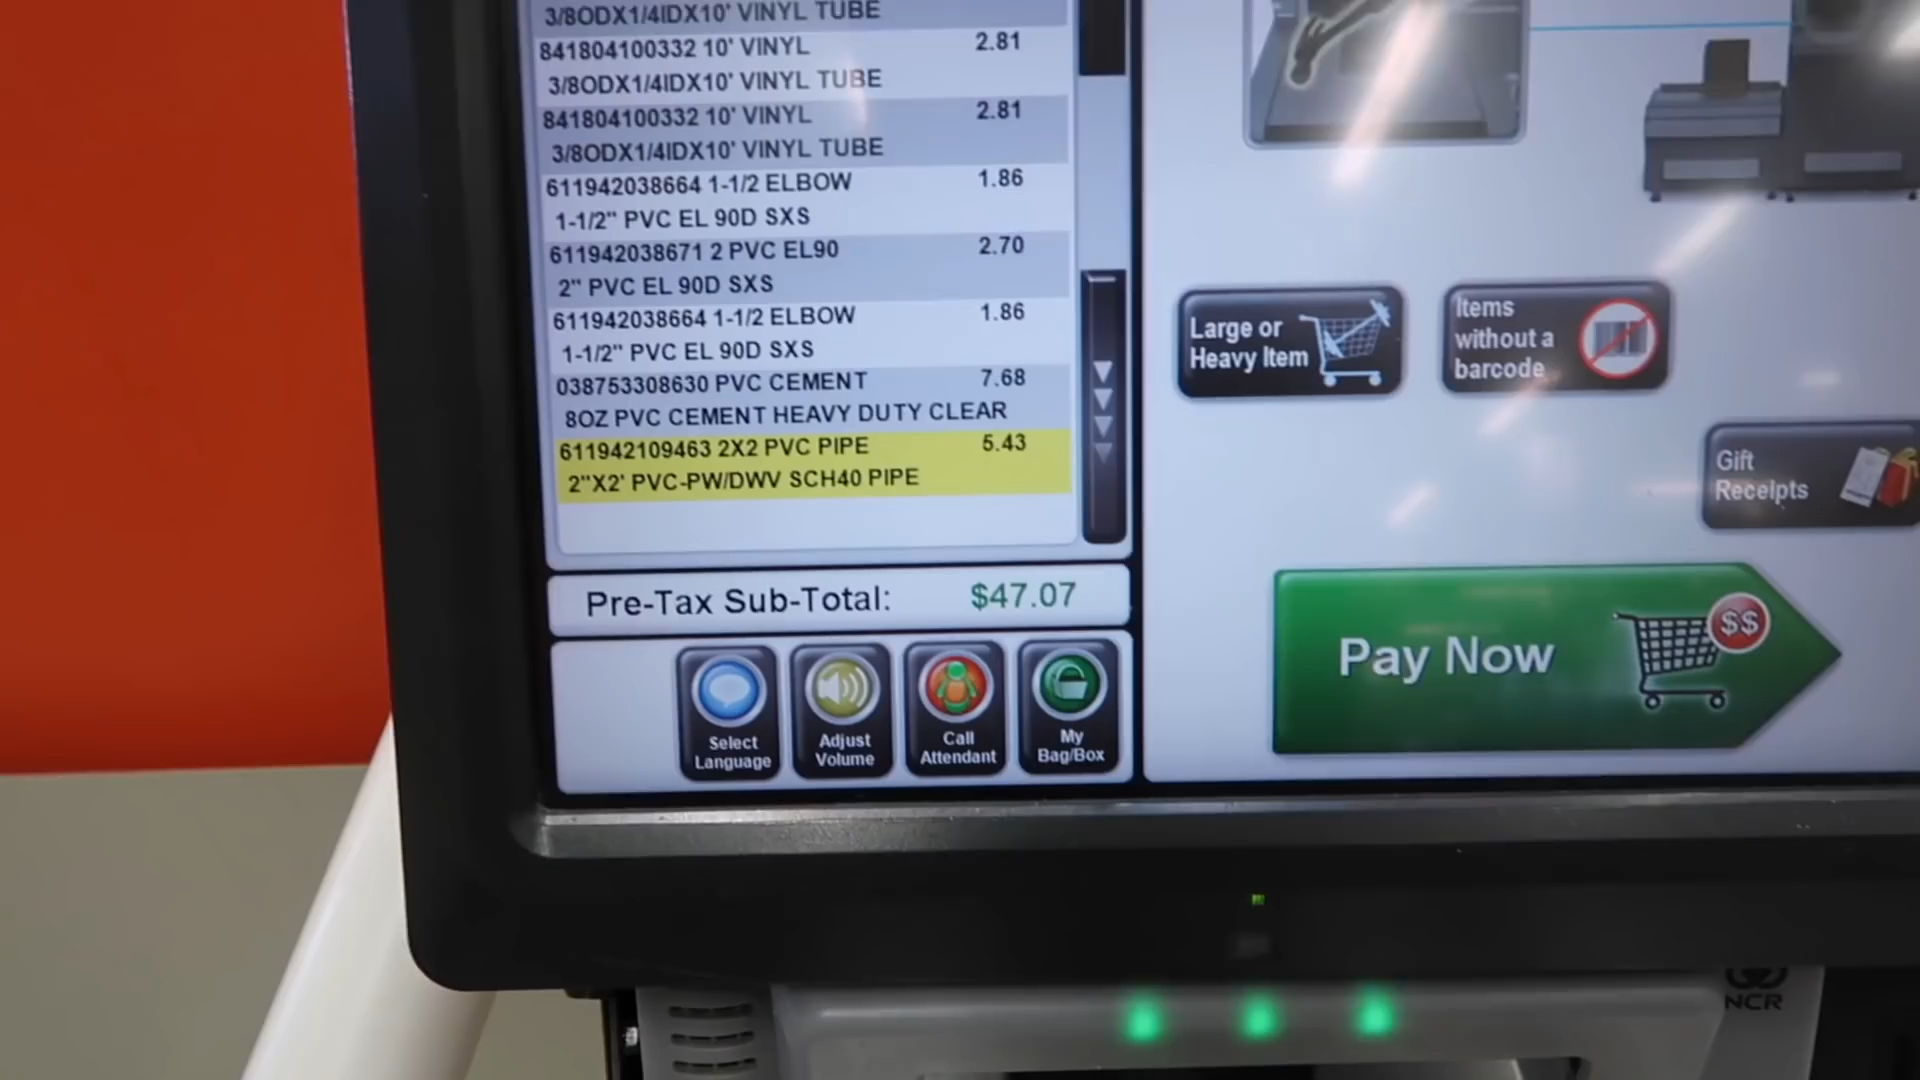 3/8ODX1/4IDX10' VINYL TUBE
841804100332 10' VINYL 2.81
3/8ODX1/4IDX10' VINYL TUBE
841804100332 10' VINYL 2.81
3/8ODX1/4IDX10' VINYL TUBE
611942038664 1-1/2 ELBOW 1.86
1-1/2" PVC EL 90D SXS
611942038671 2 PVC EL90 2.70
2" PVC EL 90D SXS
611942038664 1-1/2 ELBOW 1.86
1-1/2" PVC EL 90D SXS
038753308630 PVC CEMENT 7.68
8OZ PVC CEMENT HEAVY DUTY CLEAR
611942109463 2X2 PVC PIPE 5.43
2"X2' PVC-PW/DWV SCH40 PIPE
Pre-Tax Sub-Total: $47.07
Select
Language
Adjust
Volume
Call
Attendant
My
Bag/Box
Large or
Heavy Item
Items
without a
barcode
Gift
Receipts
Pay Now
$$
NCR